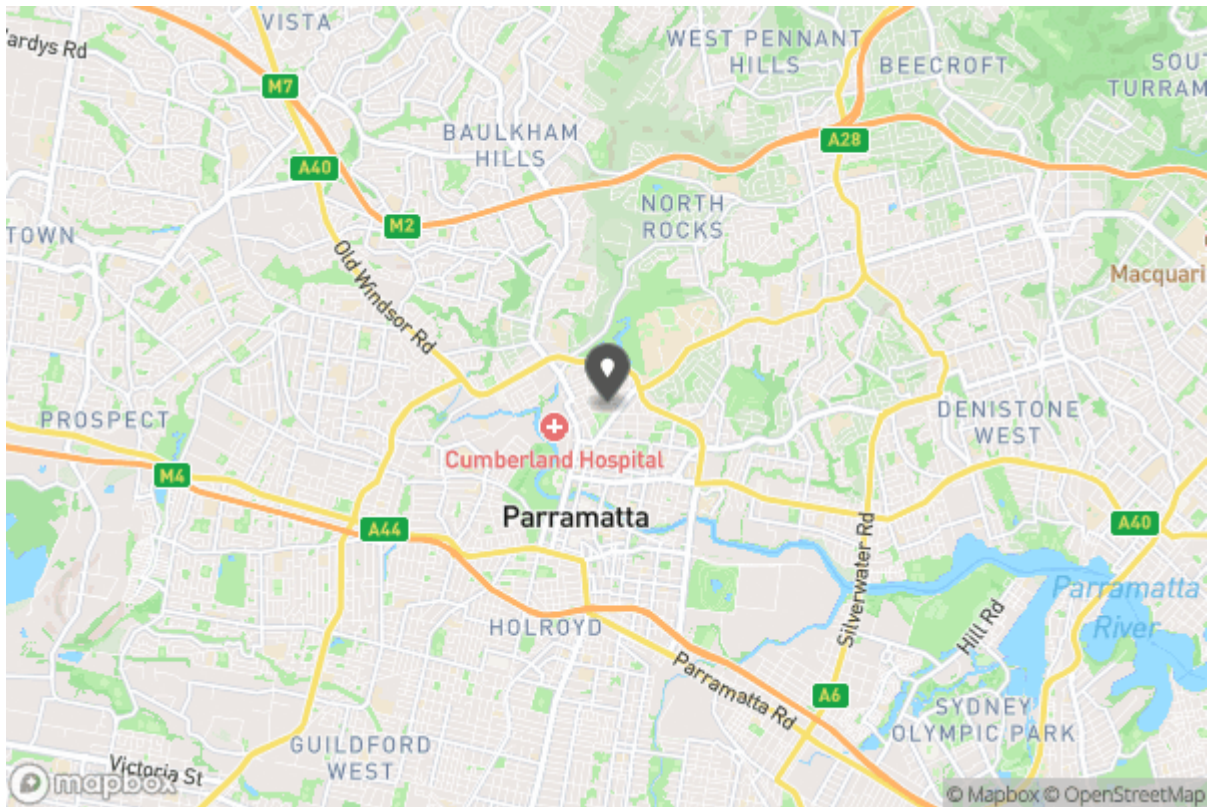 VISTA
ardys Rd
WEST PENNANT
HILLS
BEECROFT
SOU
TURRAM
M7
BAULKHAM
HILLS
A28
A40
NORTH
ROCKS
M2
TOWN
Old Windsor Rd
Macquari
PROSPECT
DENISTONE
WEST
Cumberland Hospital
M4
Parramatta
A44
A40
Silverwater Rd
Parramatta
River
Hill Rd
HOLROYD
Parramatta Rd
A6
SYDNEY
OLYMPIC PARK
GUILDFORD
WEST
Victoria St
mapbox
© Mapbox © OpenStreetMap